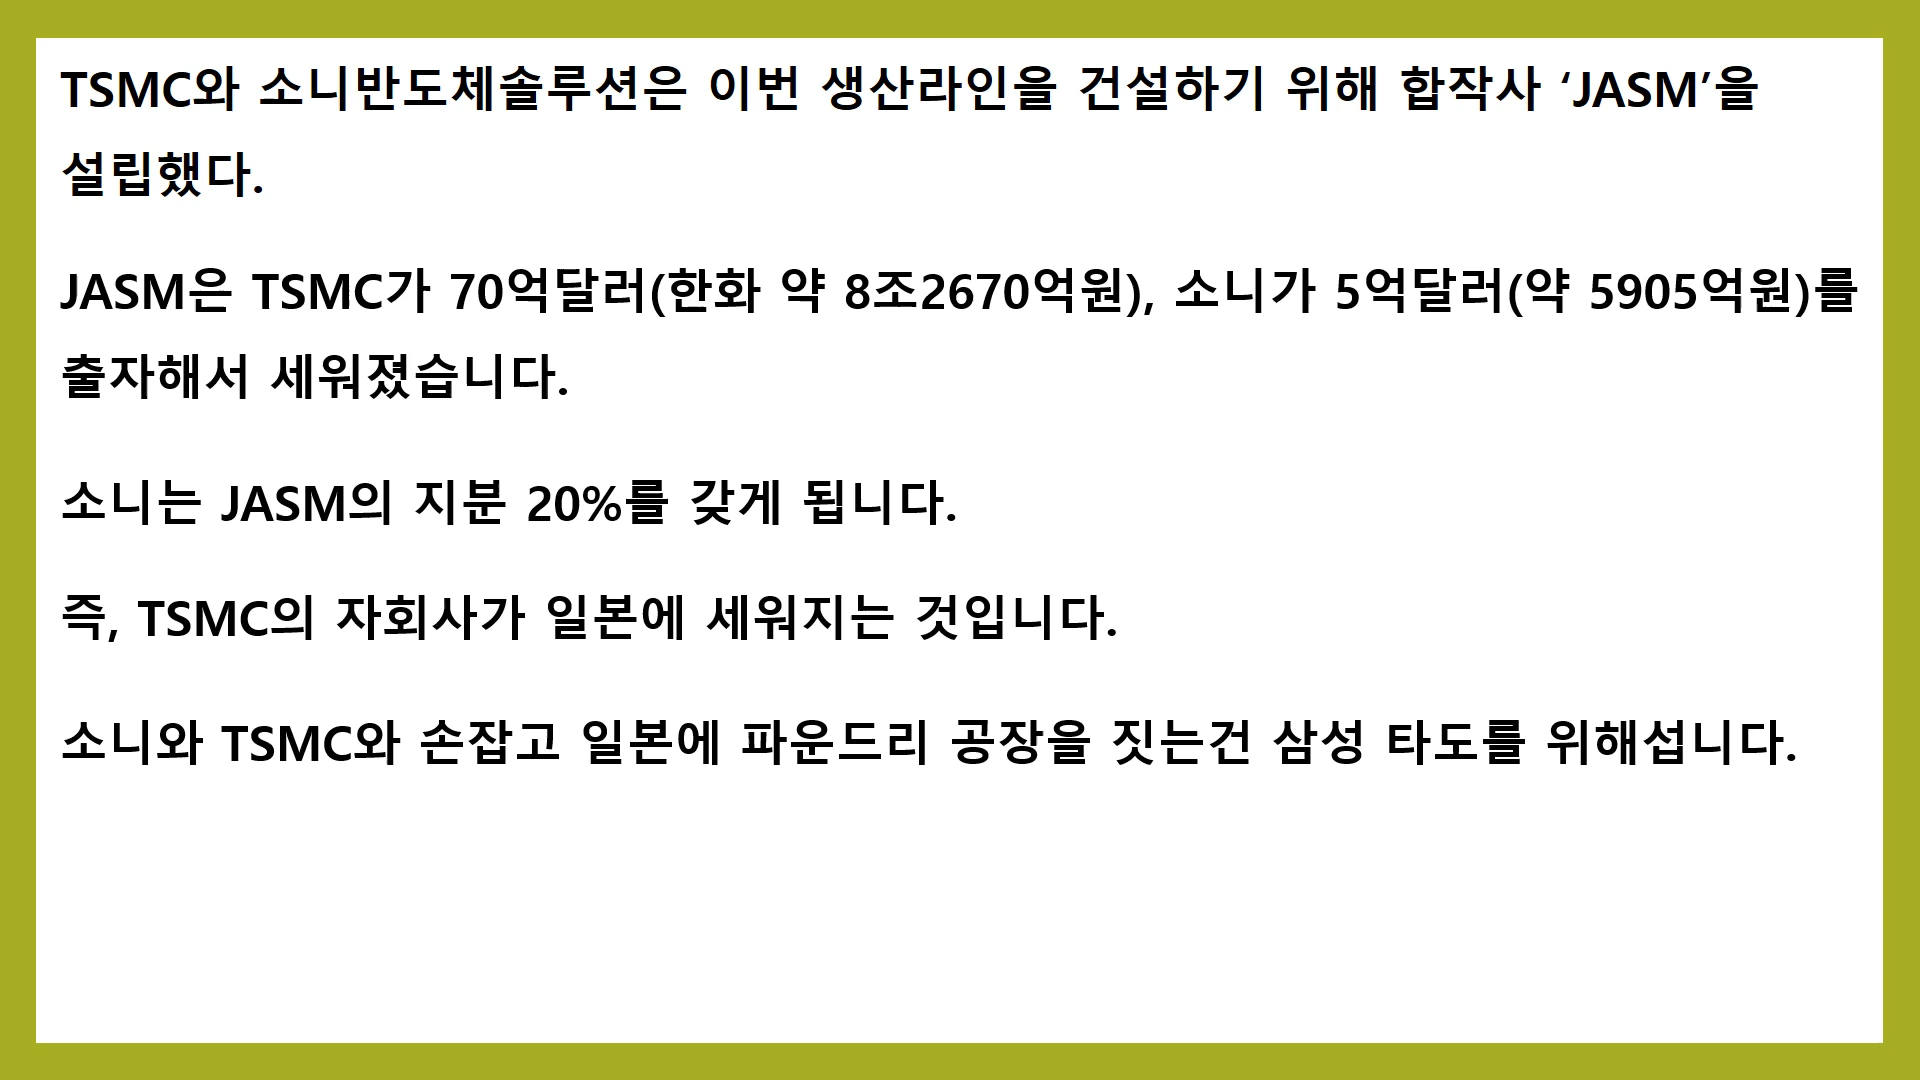 TSMC와 소니반도체솔루션은 이번 생산라인을 건설하기 위해 합작사 ‘JASM’을
설립했다.
JASM은 TSMC가 70억달러(한화 약 8조2670억원), 소니가 5억달러(약 5905억원)를
출자해서 세워졌습니다.
소니는 JASM의 지분 20%를 갖게 됩니다.
즉, TSMC의 자회사가 일본에 세워지는 것입니다.
소니와 TSMC와 손잡고 일본에 파운드리 공장을 짓는건 삼성 타도를 위해섭니다.